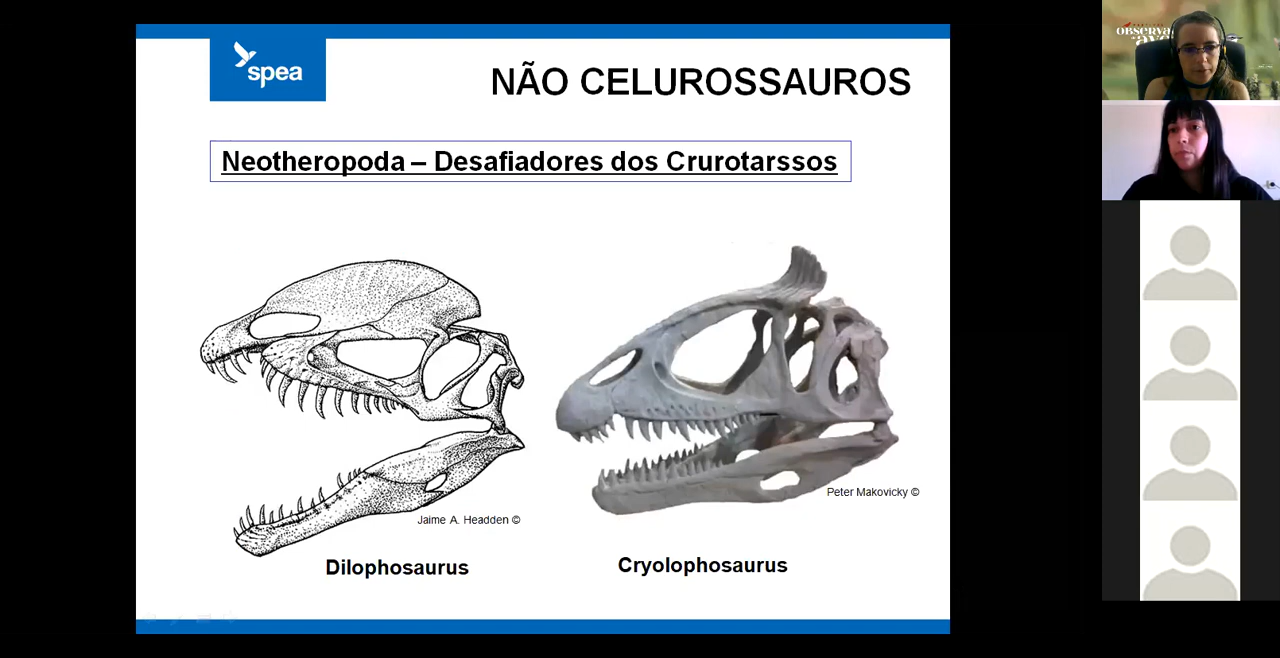 spea
NÃO CELUROSSAUROS
Neotheropoda – Desafiadores dos Crurotarssos
Jaime A. Headden ©
Peter Makovicky ©
Dilophosaurus
Cryolophosaurus